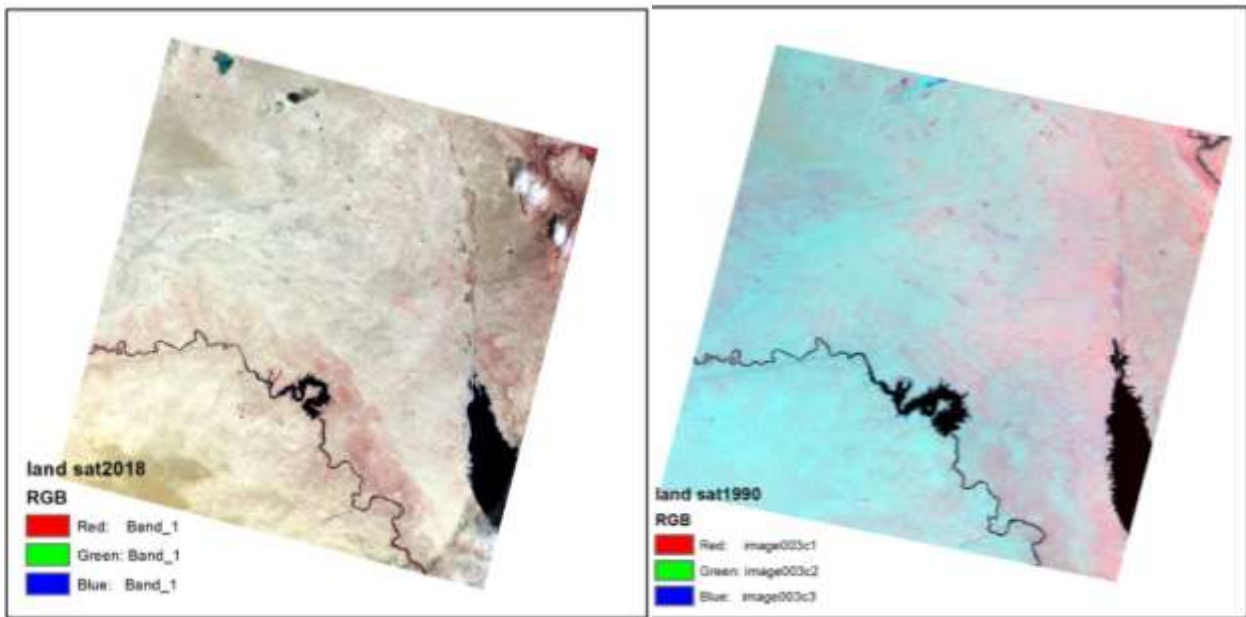 land sat2018
RGB
Red: Band_1
Green: Band_1
Blue: Band_1
land sat1990
RGB
Red: image003c1
Green: image003c2
Blue: image003c3